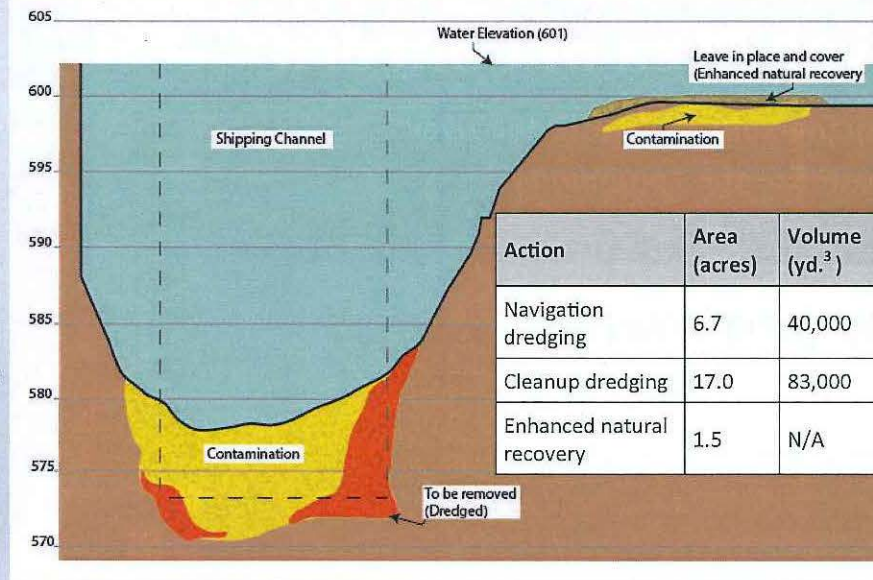 605
Water Elevation (601)
Leave in place and cover
(Enhanced natural recovery
600
Shipping Channel
Contamination
595
590
Action
Area
(acres)
Volume
(yd.³)
Navigation
dredging
6.7
40,000
585
Cleanup dredging
17.0
83,000
580
Enhanced natural
recovery
1.5
N/A
Contamination
575
To be removed
(Dredged)
570